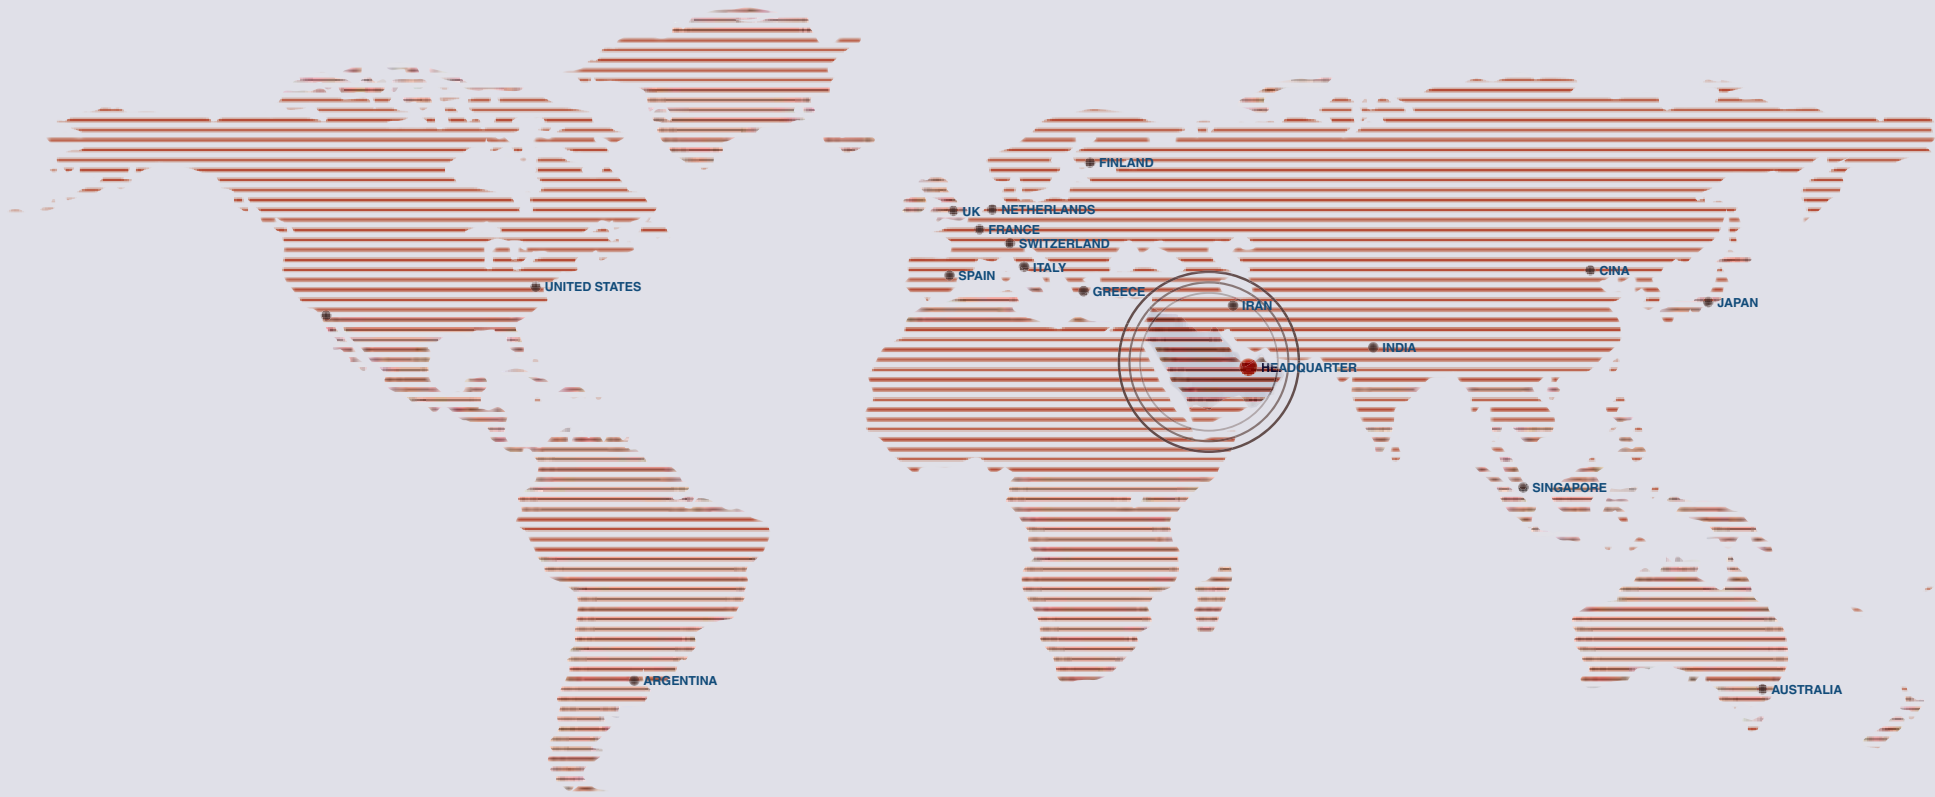 FINLAND
UK
NETHERLANDS
FRANCE
SWITZERLAND
ITALY
SPAIN
CINA
UNITED STATES
GREECE
JAPAN
IRAN
INDIA
HEADQUARTER
SINGAPORE
ARGENTINA
AUSTRALIA